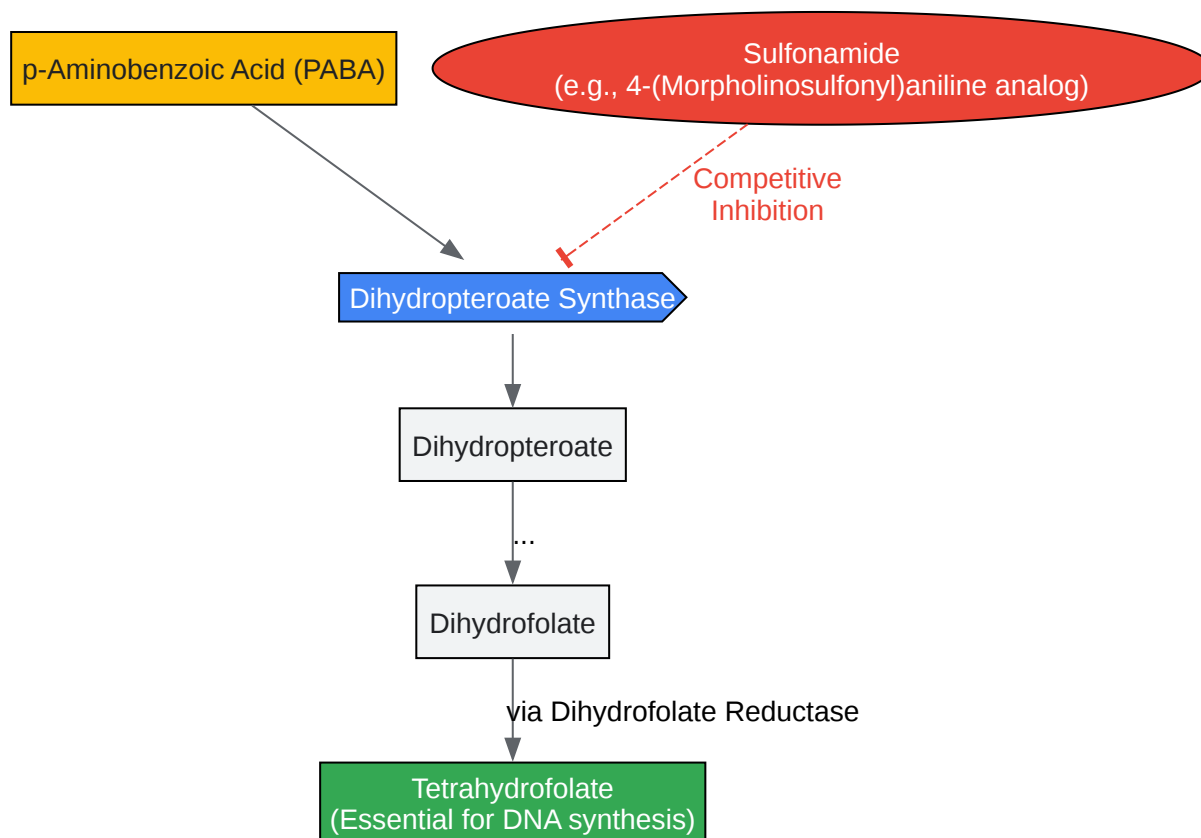 p-Aminobenzoic Acid (PABA)
Sulfonamide
(e.g., 4-(Morpholinosulfonyl)aniline analog)
Competitive
Inhibition
Dihydropteroate Synthase
Dihydropteroate
...
Dihydrofolate
via Dihydrofolate Reductase
Tetrahydrofolate
(Essential for DNA synthesis)